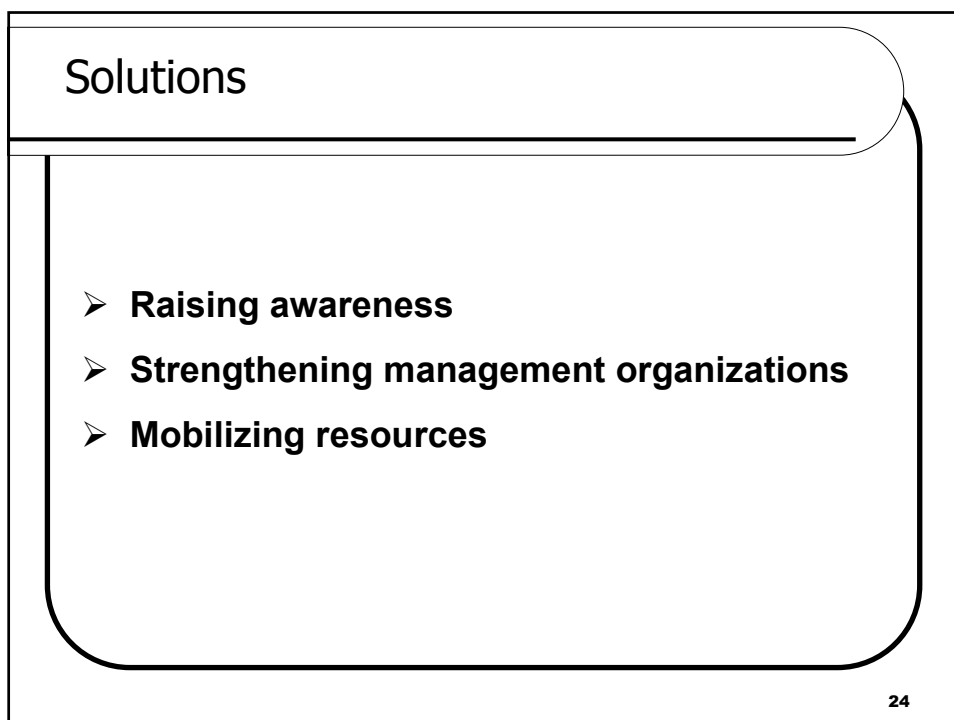 Solutions
➢ Raising awareness
➢ Strengthening management organizations
➢ Mobilizing resources
24